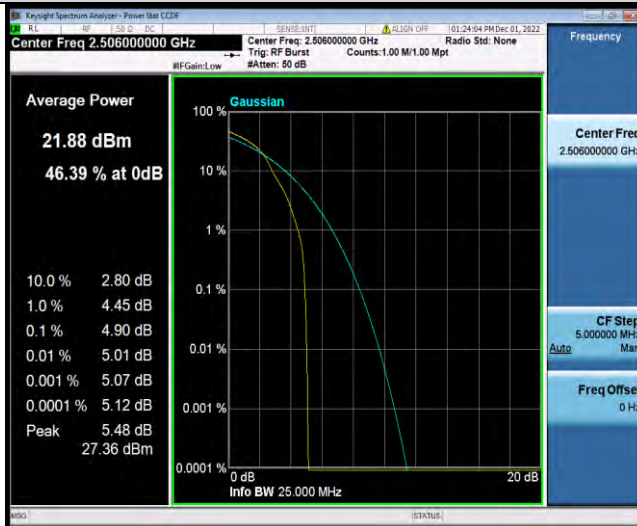 Keysight Spectrum Analyzer - Power Stat CCDF
RL RF 50 Ω DC SENSE:INT ALIGN OFF 01:24:04 PM Dec 01, 2022
Center Freq 2.506000000 GHz
Center Freq: 2.506000000 GHz Radio Std: None
Trig: RF Burst Counts:1.00 M/1.00 Mpt
#IFGain:Low #Atten: 50 dB
Frequency
Average Power
21.88 dBm
46.39 % at 0dB
10.0 % 2.80 dB
1.0 % 4.45 dB
0.1 % 4.90 dB
0.01 % 5.01 dB
0.001 % 5.07 dB
0.0001 % 5.12 dB
Peak 5.48 dB
27.36 dBm
Gaussian
100 %
10 %
1 %
0.1 %
0.01 %
0.001 %
0.0001 %
0 dB 20 dB
Info BW 25.000 MHz
Center Freq
2.506000000 GHz
CF Step
5.000000 MHz
Auto Man
Freq Offse
0 Hz
MSG STATUS